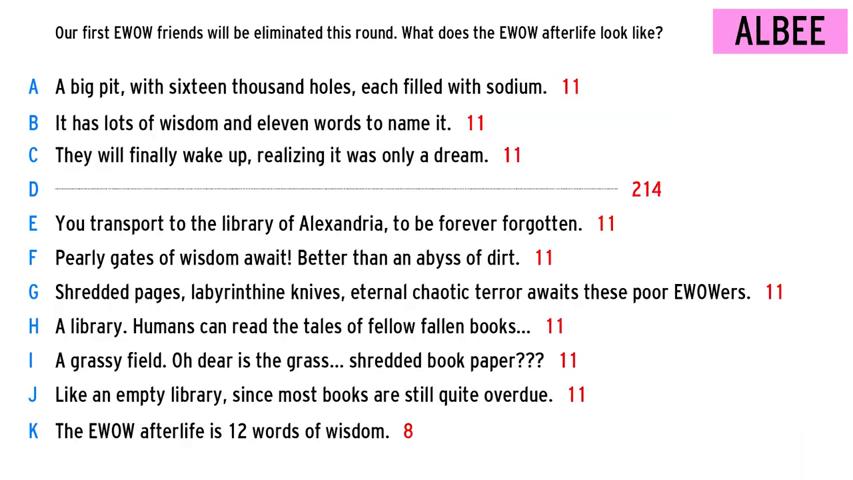 Our first EWOW friends will be eliminated this round. What does the EWOW afterlife look like?
ALBEE
A A big pit, with sixteen thousand holes, each filled with sodium. 11
B It has lots of wisdom and eleven words to name it. 11
C They will finally wake up, realizing it was only a dream. 11
D 214
E You transport to the library of Alexandria, to be forever forgotten. 11
F Pearly gates of wisdom await! Better than an abyss of dirt. 11
G Shredded pages, labyrinthine knives, eternal chaotic terror awaits these poor EWOWers. 11
H A library. Humans can read the tales of fellow fallen books... 11
I A grassy field. Oh dear is the grass... shredded book paper??? 11
J Like an empty library, since most books are still quite overdue. 11
K The EWOW afterlife is 12 words of wisdom. 8